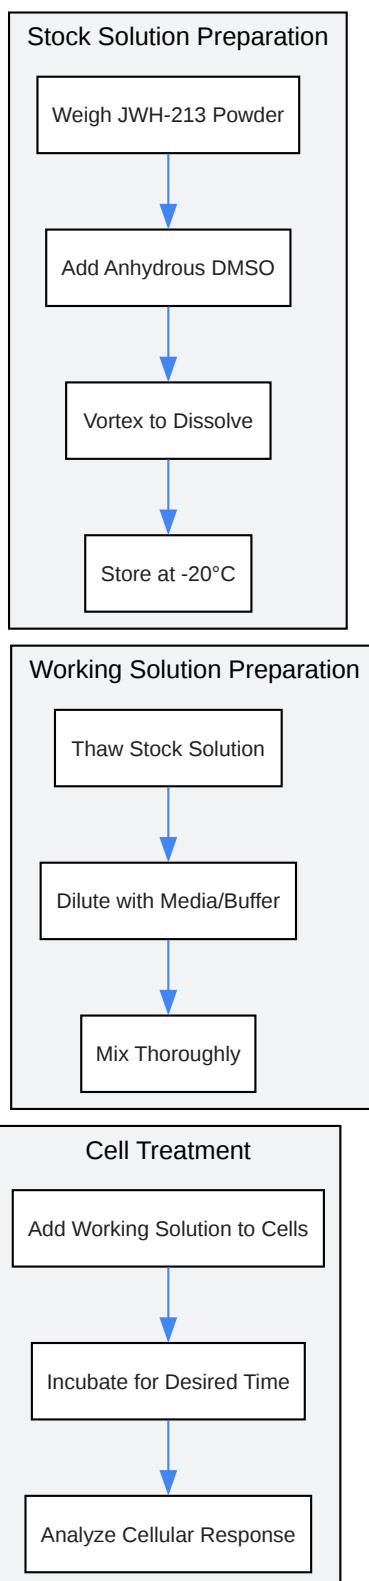 Stock Solution Preparation
Weigh JWH-213 Powder
Add Anhydrous DMSO
Vortex to Dissolve
Store at -20°C
Working Solution Preparation
Thaw Stock Solution
Dilute with Media/Buffer
Mix Thoroughly
Cell Treatment
Add Working Solution to Cells
Incubate for Desired Time
Analyze Cellular Response